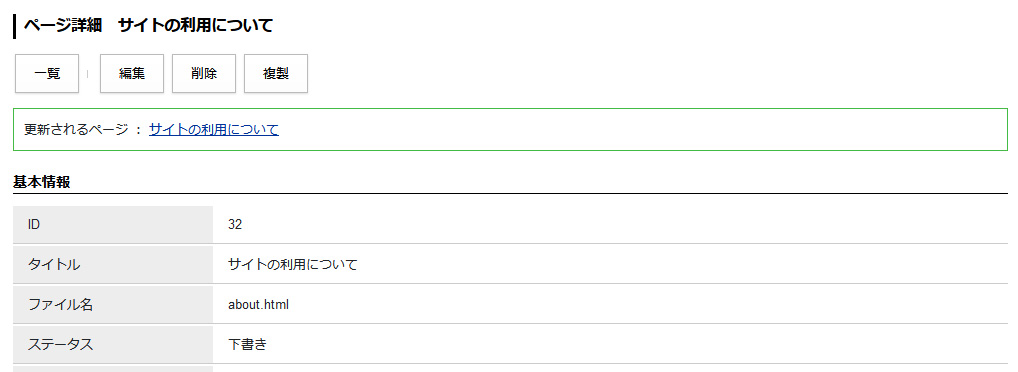 ページ詳細 サイトの利用について
一覧 編集 削除 複製
更新されるページ : サイトの利用について
基本情報
ID 32
タイトル サイトの利用について
ファイル名 about.html
ステータス 下書き